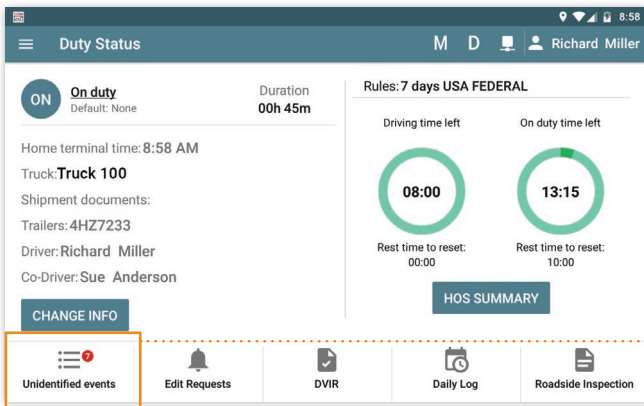 8:58
Duty Status
M D Richard Miller
ON
On duty
Default: None
Duration
00h 45m
Home terminal time: 8:58 AM
Truck:Truck 100
Shipment documents:
Trailers: 4HZ7233
Driver: Richard Miller
Co-Driver: Sue Anderson
CHANGE INFO
Rules: 7 days USA FEDERAL
Driving time left
On duty time left
08:00
13:15
Rest time to reset:
00:00
Rest time to reset:
10:00
HOS SUMMARY
7
Unidentified events
Edit Requests
DVIR
Daily Log
Roadside Inspection